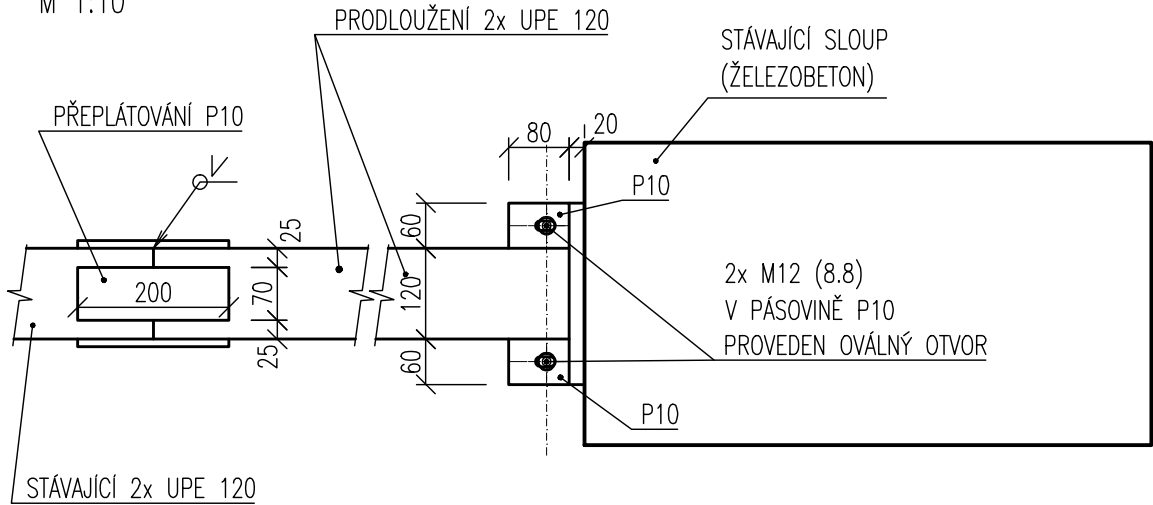 M 1:10
PRODLOUŽENÍ 2x UPE 120
STÁVAJÍCÍ SLOUP
(ŽELEZOBETON)
PŘEPLÁTOVÁNÍ P10
80
20
P10
60
25
2x M12 (8.8)
V PÁSOVINĚ P10
PROVEDEN OVÁLNÝ OTVOR
200
70
120
25
60
P10
STÁVAJÍCÍ 2x UPE 120